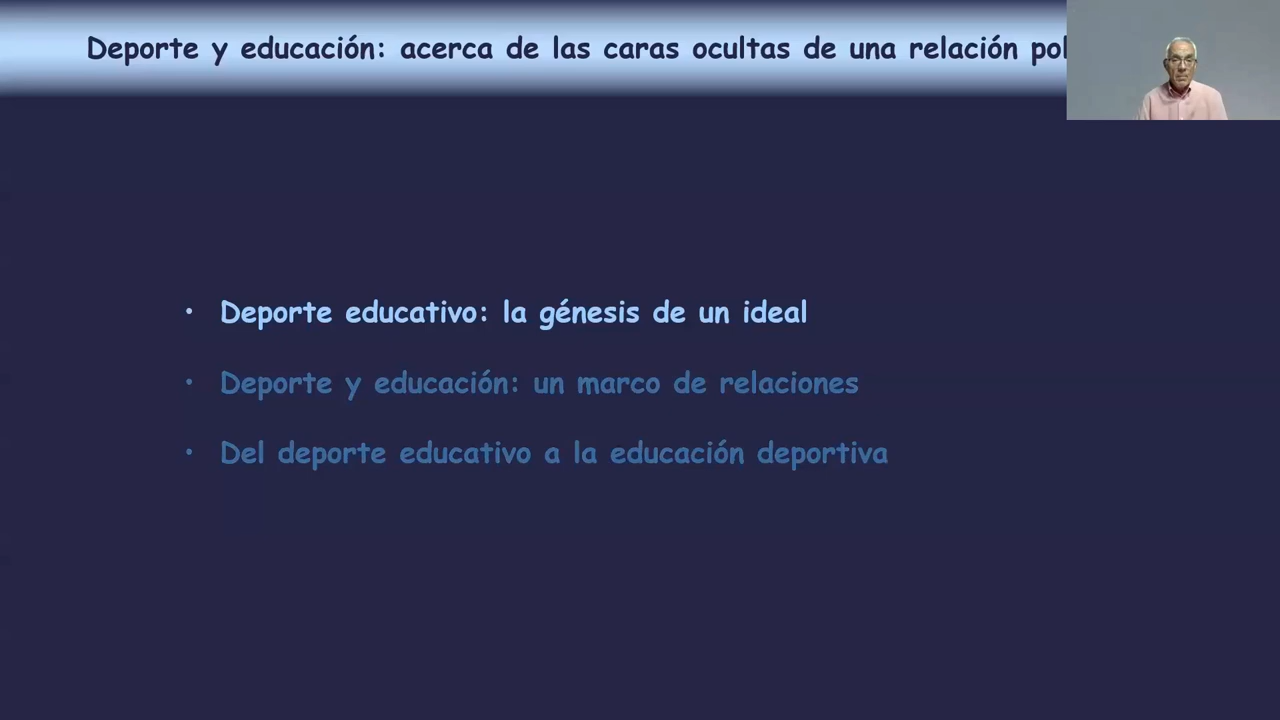 Deporte y educación: acerca de las caras ocultas de una relación
• Deporte educativo: la génesis de un ideal
• Deporte y educación: un marco de relaciones
• Del deporte educativo a la educación deportiva